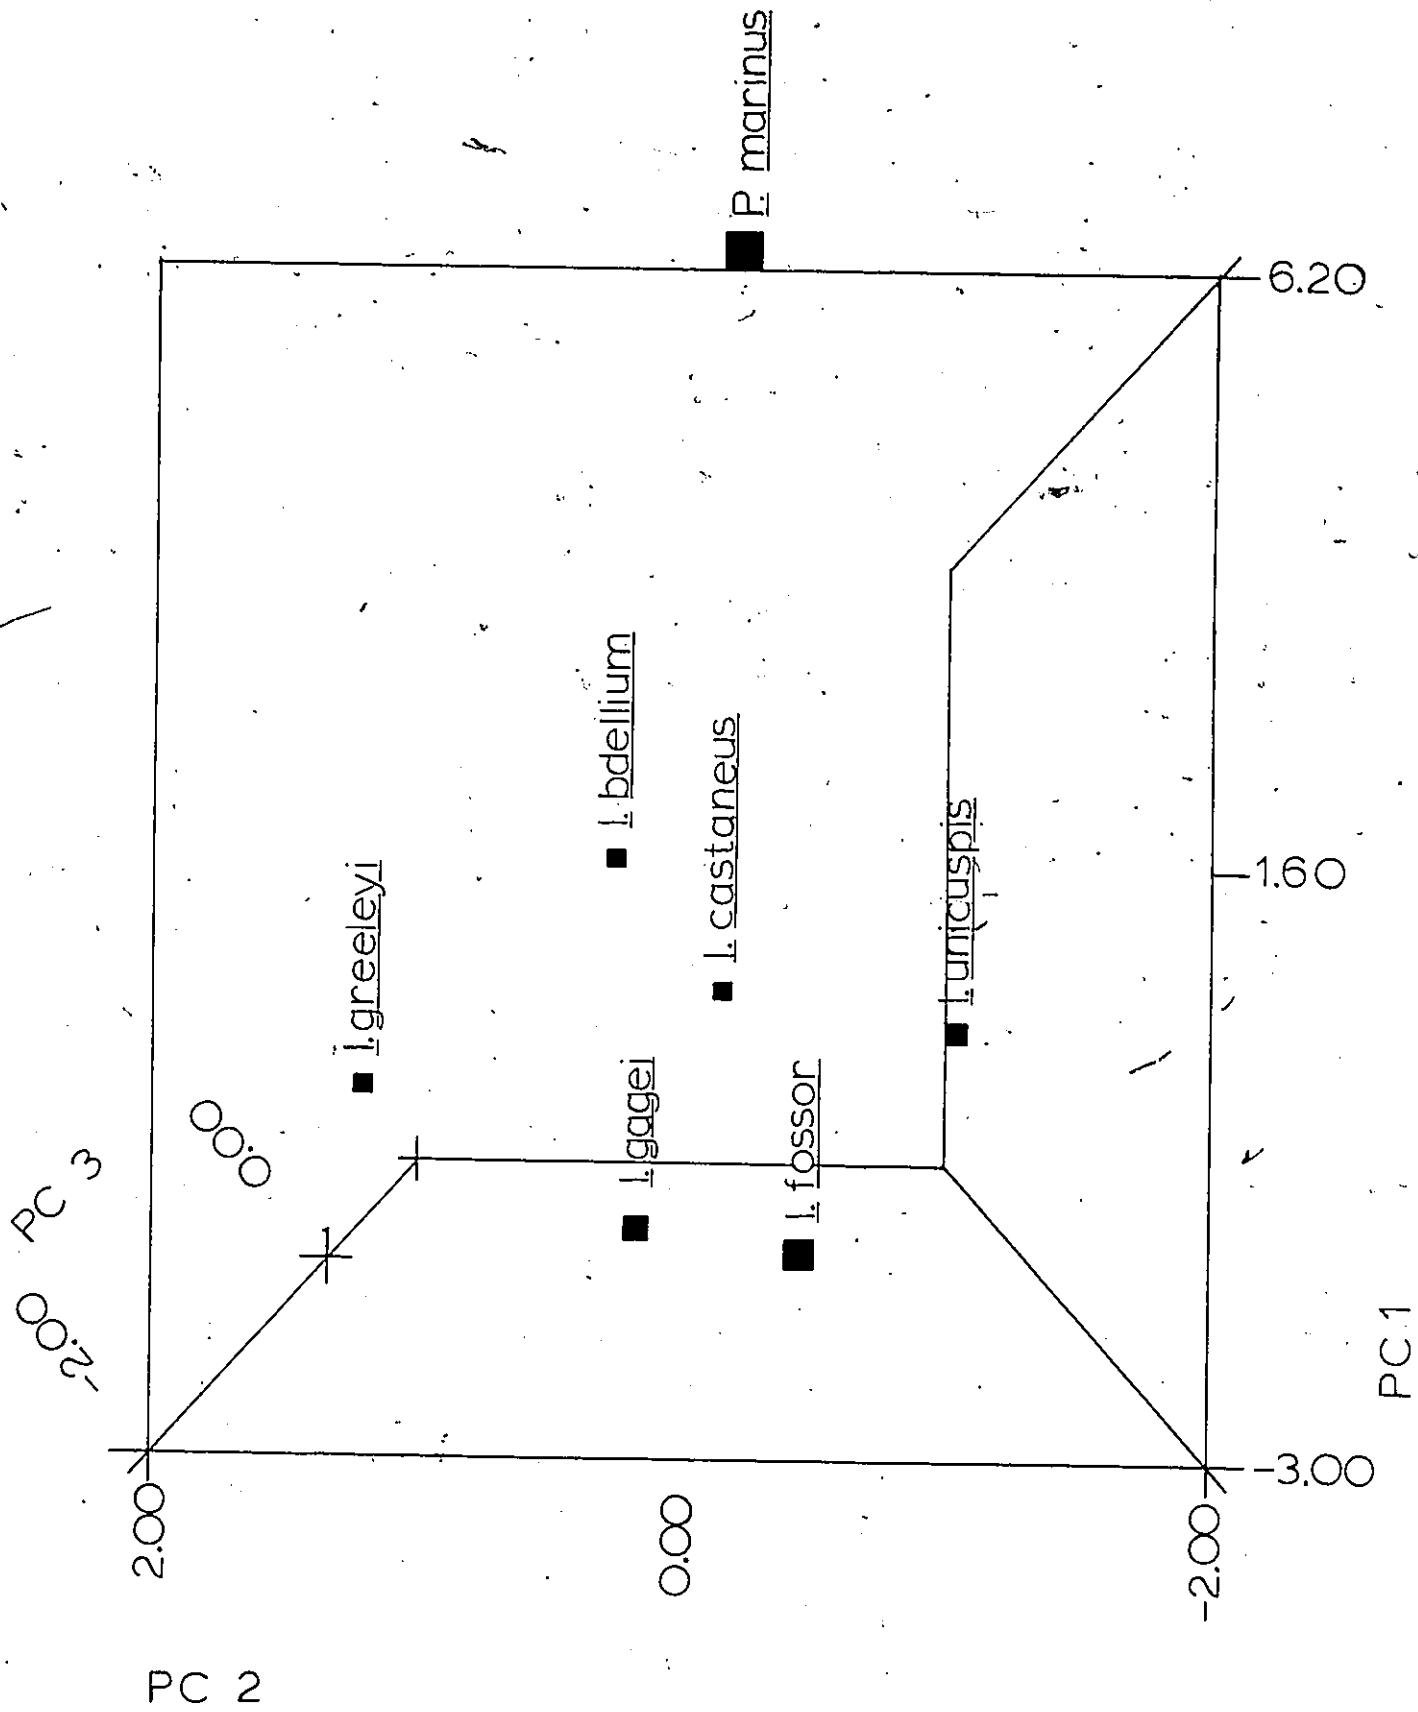 PC 2
2.00
0.00
-2.00
PC 3
-2.00
0.00
I. greeleyi
I. bdellium
I. gagei
I. castaneus
I. fossor
I. unicuspis
P. marinus
-3.00
1.60
6.20
PC 1